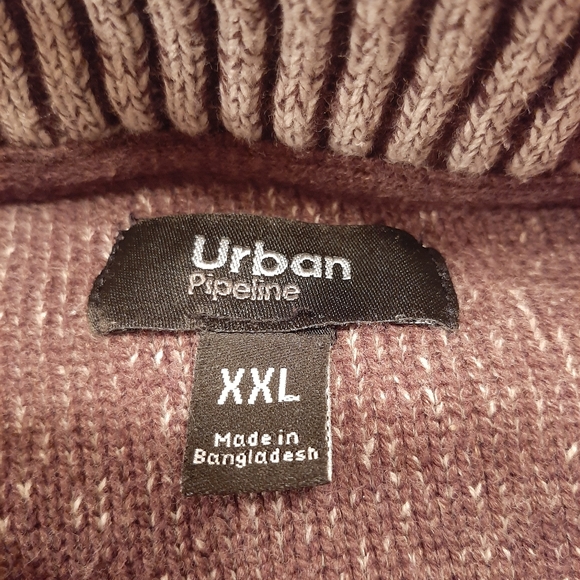 Urban
Pipeline
XXL
Made in
Bangladesh